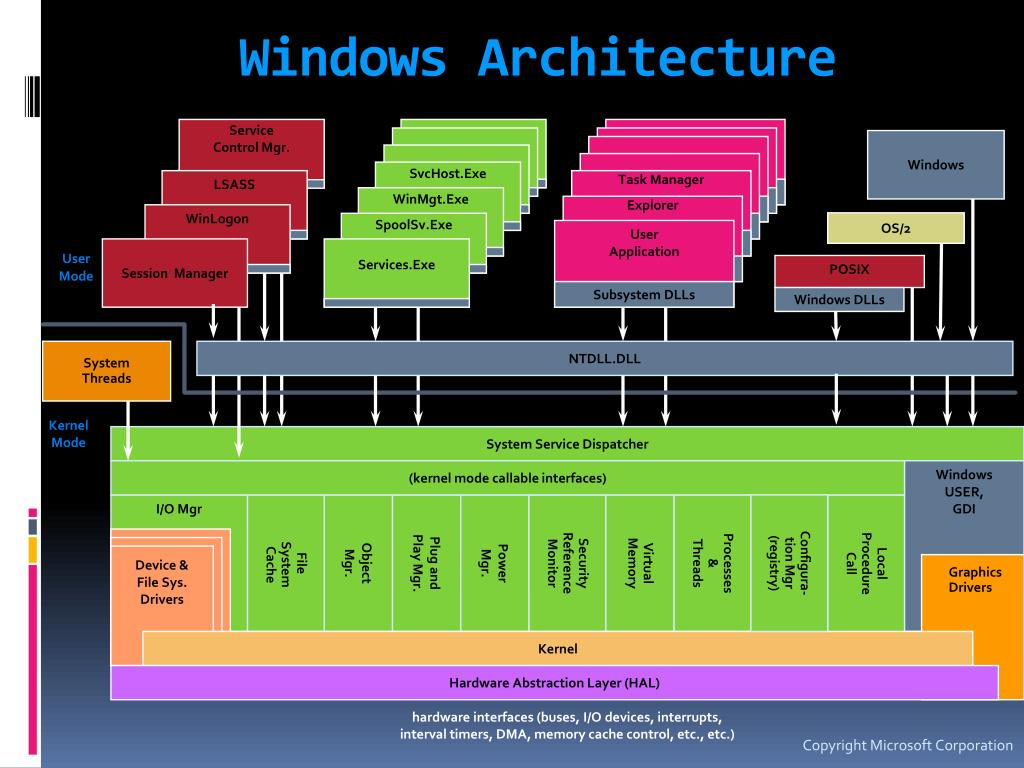 Windows Architecture
Service
Control Mgr.
LSASS
WinLogon
Session Manager
SvcHost.Exe
WinMgt.Exe
SpoolSv.Exe
Services.Exe
Task Manager
Explorer
User
Application
Subsystem DLLs
Windows
OS/2
POSIX
Windows DLLs
User
Mode
NTDLL.DLL
System
Threads
Kernel
Mode
System Service Dispatcher
(kernel mode callable interfaces)
Windows
USER,
GDI
I/O Mgr
Device &
File Sys.
Drivers
File
System
Cache
Object
Mgr.
Plug and
Play Mgr.
Power
Mgr.
Security
Reference
Monitor
Virtual
Memory
Processes
&
Threads
Configura-
tion Mgr
(registry)
Local
Procedure
Call
Graphics
Drivers
Kernel
Hardware Abstraction Layer (HAL)
hardware interfaces (buses, I/O devices, interrupts,
interval timers, DMA, memory cache control, etc., etc.)
Copyright Microsoft Corporation